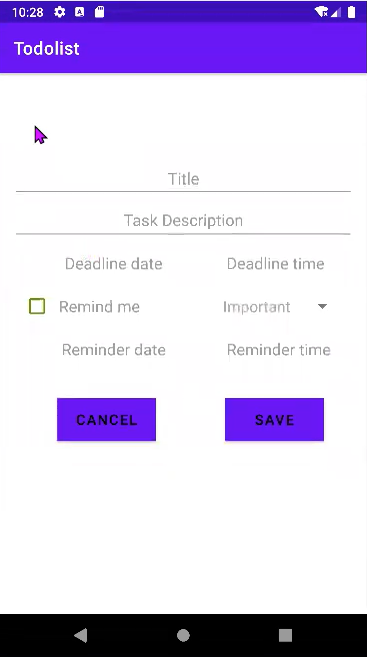 10:28
Todolist
Title
Task Description
Deadline date Deadline time
Remind me Important
Reminder date Reminder time
CANCEL SAVE